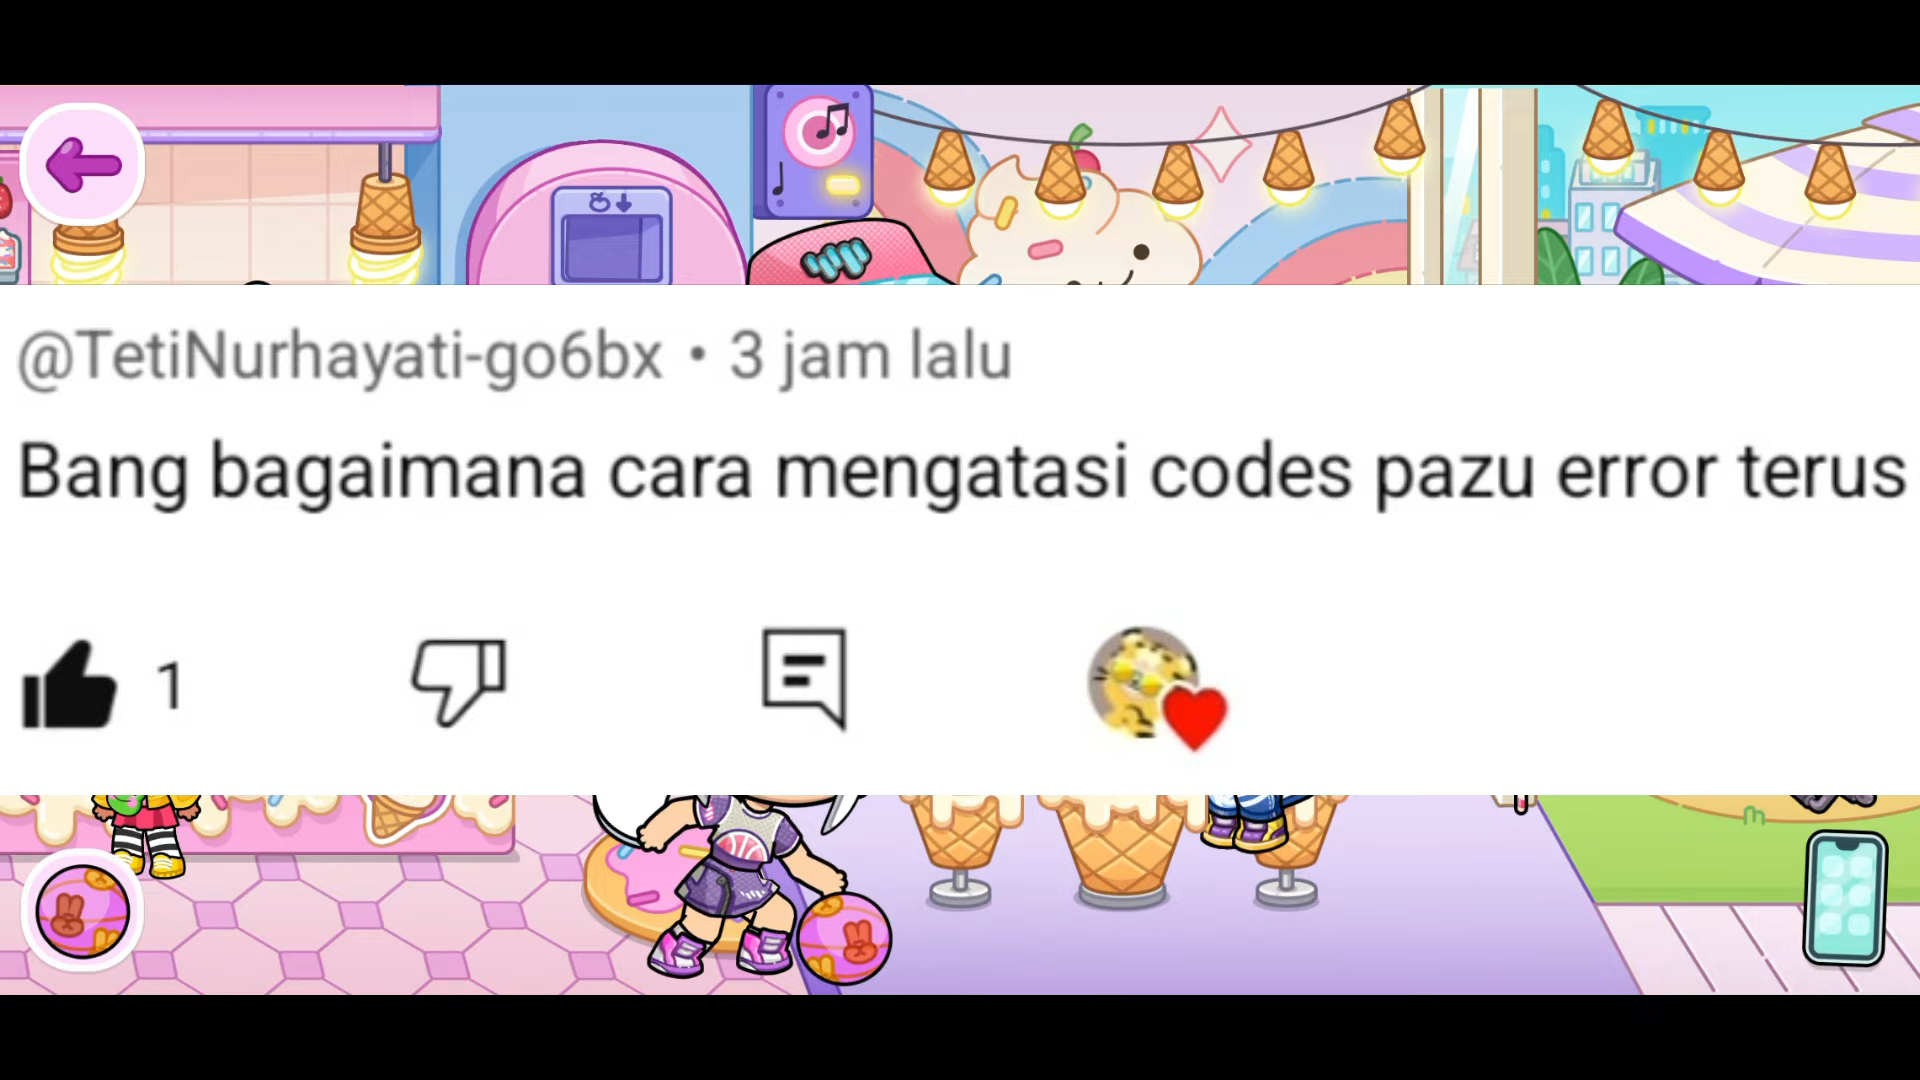 @TetiNurhayati-go6bx • 3 jam lalu
Bang bagaimana cara mengatasi codes pazu error terus
1